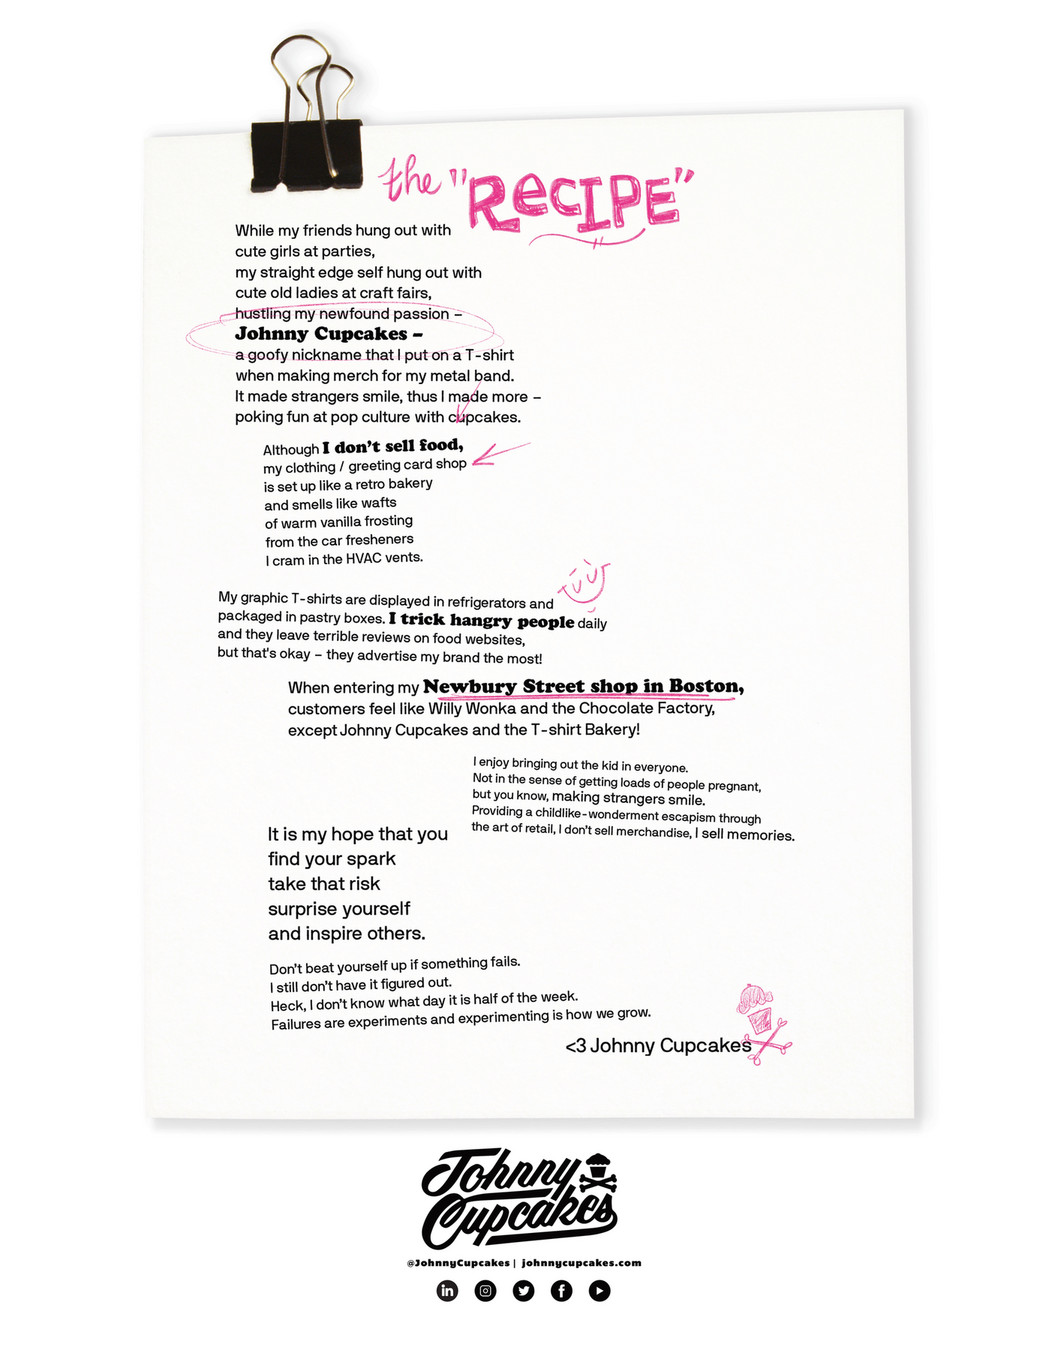 the "RECIPE"
While my friends hung out with
cute girls at parties,
my straight edge self hung out with
cute old ladies at craft fairs,
hustling my newfound passion –
Johnny Cupcakes –
a goofy nickname that I put on a T-shirt
when making merch for my metal band.
It made strangers smile, thus I made more –
poking fun at pop culture with cupcakes.
Although I don't sell food,
my clothing / greeting card shop
is set up like a retro bakery
and smells like wafts
of warm vanilla frosting
from the car fresheners
I cram in the HVAC vents.
My graphic T-shirts are displayed in refrigerators and
packaged in pastry boxes. I trick hangry people daily
and they leave terrible reviews on food websites,
but that's okay – they advertise my brand the most!
When entering my Newbury Street shop in Boston,
customers feel like Willy Wonka and the Chocolate Factory,
except Johnny Cupcakes and the T-shirt Bakery!
I enjoy bringing out the kid in everyone.
Not in the sense of getting loads of people pregnant,
but you know, making strangers smile.
Providing a childlike-wonderment escapism through
the art of retail, I don't sell merchandise, I sell memories.
It is my hope that you
find your spark
take that risk
surprise yourself
and inspire others.
Don't beat yourself up if something fails.
I still don't have it figured out.
Heck, I don't know what day it is half of the week.
Failures are experiments and experimenting is how we grow.
<3 Johnny Cupcakes
Johnny
Cupcakes
@JohnnyCupcakes | johnnycupcakes.com
in
f